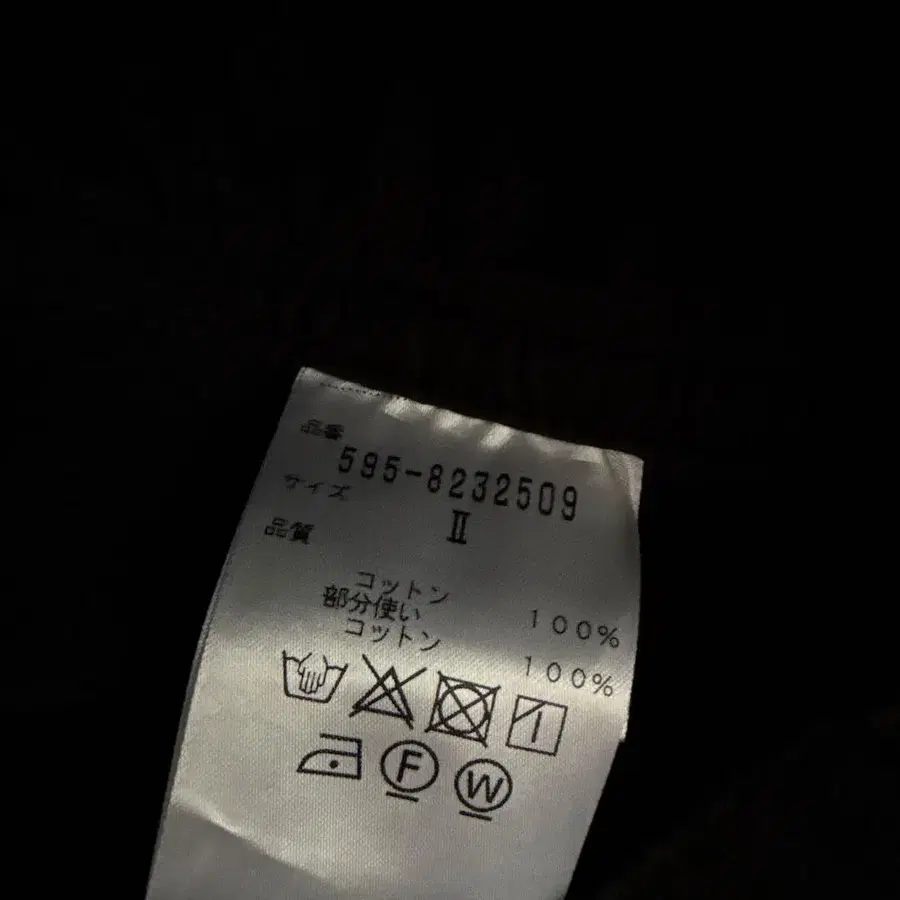 品番
595-8232509
サイズ
Ⅱ
品質
コットン 100%
部分使い
コットン 100%
F
W